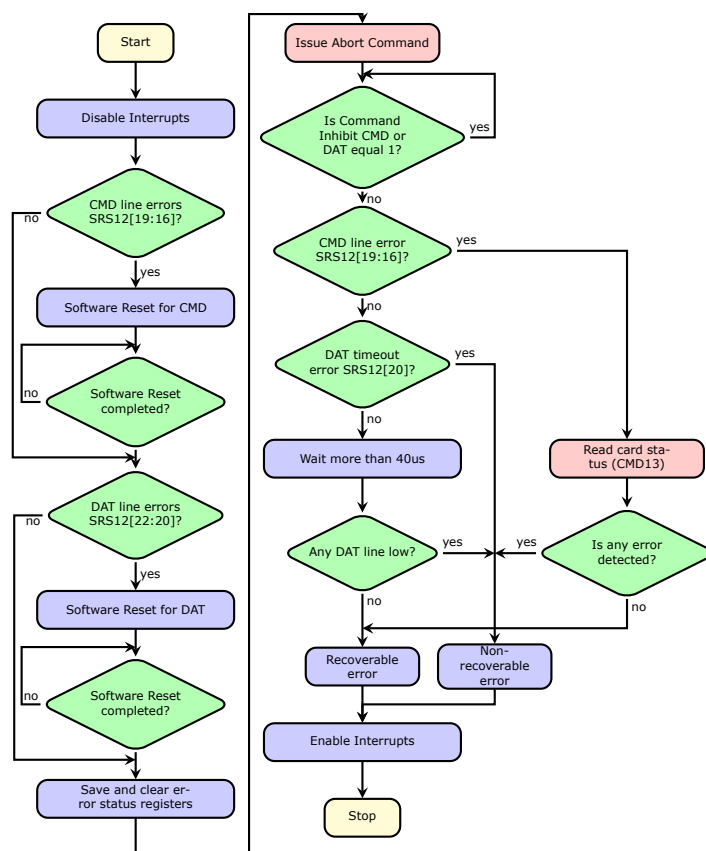 Start
Disable Interrupts
CMD line errors
SRS12[19:16]?
no
yes
Software Reset for CMD
Software Reset
completed?
no
DAT line errors
SRS12[22:20]?
no
yes
Software Reset for DAT
Software Reset
completed?
no
Save and clear er-
ror status registers
Issue Abort Command
Is Command
Inhibit CMD or
DAT equal 1?
yes
no
CMD line error
SRS12[19:16]?
yes
no
DAT timeout
error SRS12[20]?
yes
no
Wait more than 40us
Read card sta-
tus (CMD13)
Any DAT line low?
yes
yes
Is any error
detected?
no
no
Recoverable
error
Non-
recoverable
error
Enable Interrupts
Stop